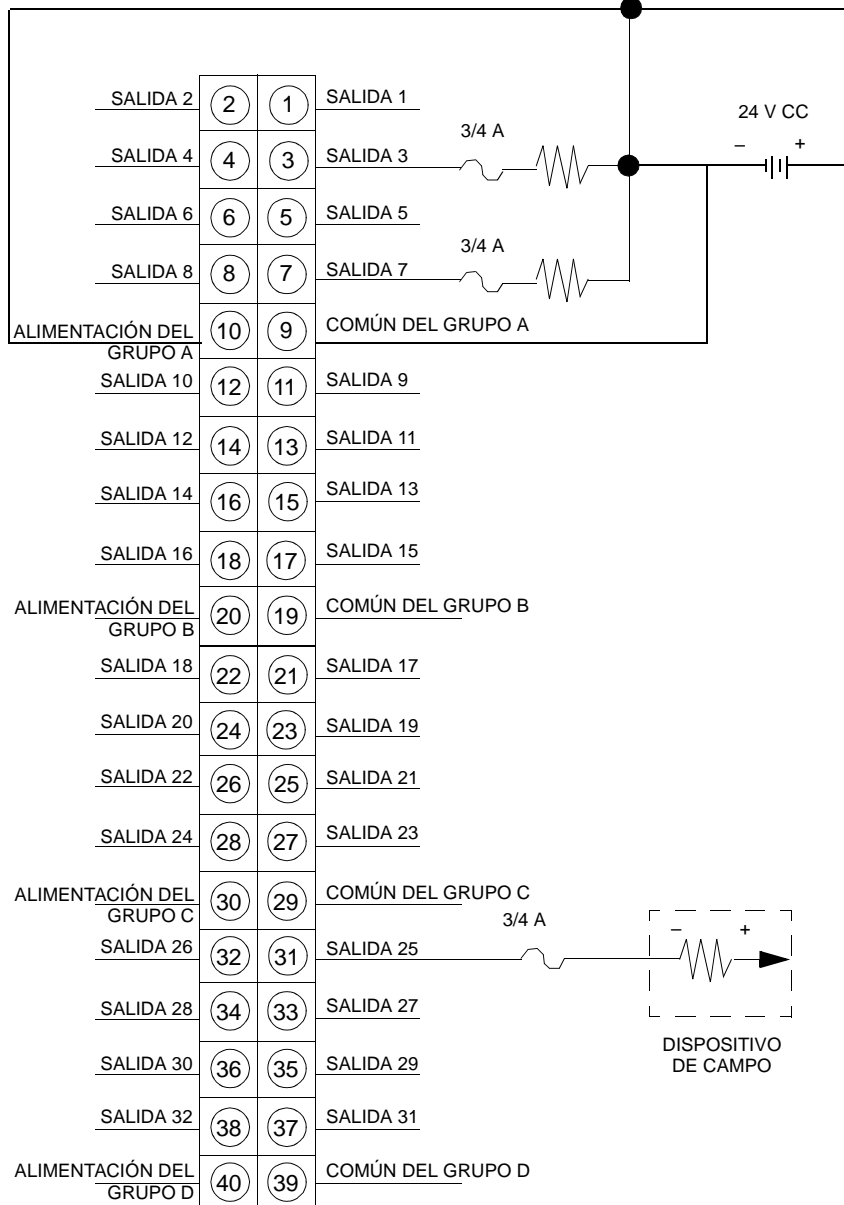 SALIDA 2 2 1 SALIDA 1
24 V CC
3/4 A
– +
SALIDA 4 4 3 SALIDA 3
SALIDA 6 6 5 SALIDA 5
3/4 A
SALIDA 8 8 7 SALIDA 7
ALIMENTACIÓN DEL
GRUPO A
10 9 COMÚN DEL GRUPO A
SALIDA 10 12 11 SALIDA 9
SALIDA 12 14 13 SALIDA 11
SALIDA 14 16 15 SALIDA 13
SALIDA 16 18 17 SALIDA 15
ALIMENTACIÓN DEL
GRUPO B
20 19 COMÚN DEL GRUPO B
SALIDA 18 22 21 SALIDA 17
SALIDA 20 24 23 SALIDA 19
SALIDA 22 26 25 SALIDA 21
SALIDA 24 28 27 SALIDA 23
ALIMENTACIÓN DEL
GRUPO C
30 29 COMÚN DEL GRUPO C
3/4 A
– +
SALIDA 26 32 31 SALIDA 25
SALIDA 28 34 33 SALIDA 27
DISPOSITIVO
DE CAMPO
SALIDA 30 36 35 SALIDA 29
SALIDA 32 38 37 SALIDA 31
ALIMENTACIÓN DEL
GRUPO D
40 39 COMÚN DEL GRUPO D